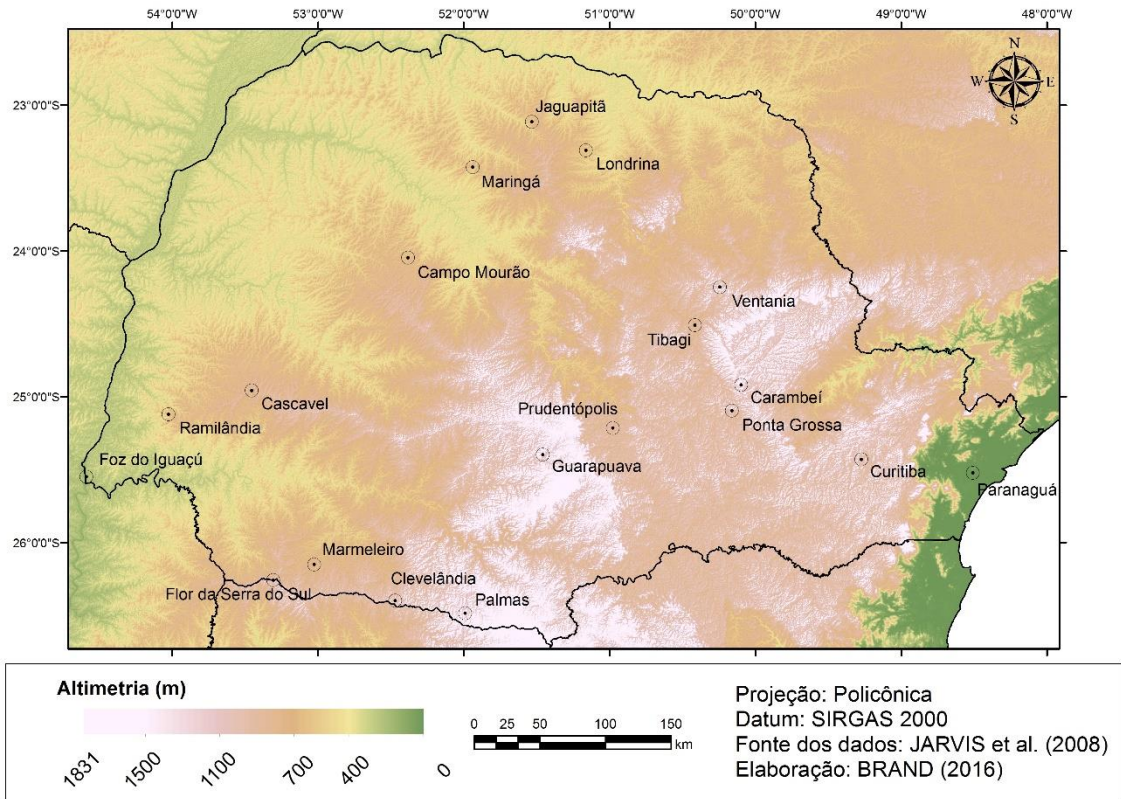 54°0'0"W 53°0'0"W 52°0'0"W 51°0'0"W 50°0'0"W 49°0'0"W 48°0'0"W
N
W E
S
23°0'0"S
Jaguapitã
Londrina
Maringá
24°0'0"S
Campo Mourão
Ventania
Tibagi
25°0'0"S
Cascavel
Carambeí
Ramilândia
Prudentópolis
Ponta Grossa
Foz do Iguaçú
Guarapuava
Curitiba
Paranaguá
26°0'0"S
Marmeleiro
Clevelândia
Flor da Serra do Sul
Palmas
Altimetria (m)
1831 1500 1100 700 400 0
0 25 50 100 150
km
Projeção: Policônica
Datum: SIRGAS 2000
Fonte dos dados: JARVIS et al. (2008)
Elaboração: BRAND (2016)